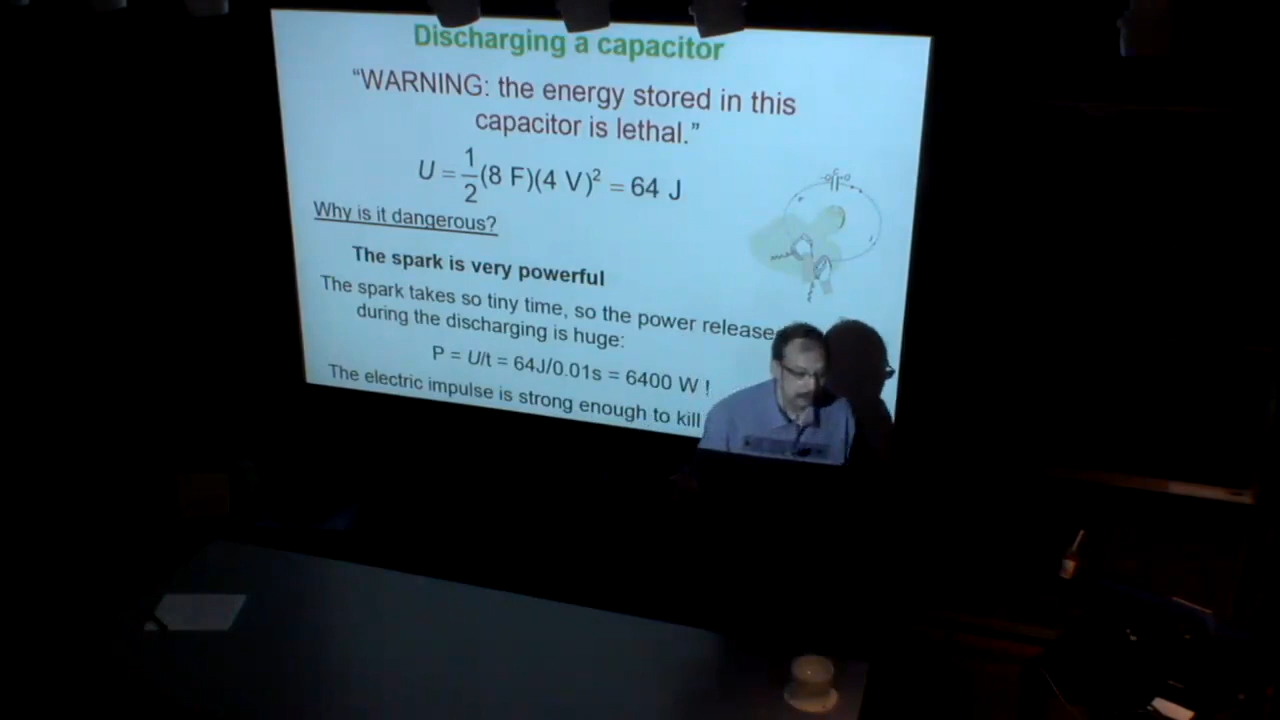 Discharging a capacitor
“WARNING: the energy stored in this
capacitor is lethal.”
U = 1/2 (8 F)(4 V)² = 64 J
Why is it dangerous?
The spark is very powerful
The spark takes so tiny time, so the power release
during the discharging is huge:
P = U/t = 64J/0.01s = 6400 W !
The electric impulse is strong enough to kill